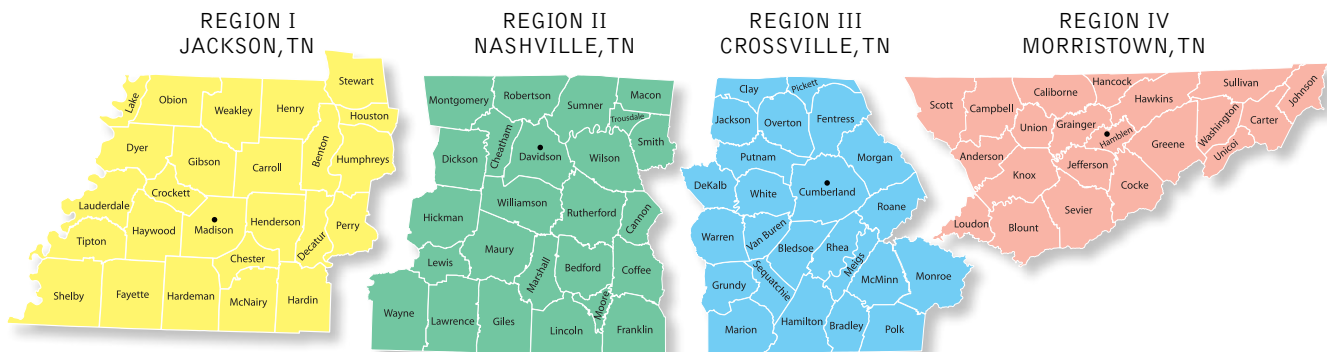 REGION I
JACKSON, TN
Stewart
Lake
Obion
Weakley
Henry
Houston
Dyer
Gibson
Carroll
Benton
Humphreys
Crockett
Lauderdale
Haywood
Madison
Henderson
Decatur
Perry
Tipton
Chester
Shelby
Fayette
Hardeman
McNairy
Hardin
REGION II
NASHVILLE, TN
Montgomery
Robertson
Sumner
Macon
Trousdale
Smith
Dickson
Cheatham
Davidson
Wilson
Hickman
Williamson
Rutherford
Cannon
Maury
Lewis
Marshall
Bedford
Coffee
Wayne
Lawrence
Giles
Lincoln
Moore
Franklin
REGION III
CROSSVILLE, TN
Clay
Pickett
Jackson
Overton
Fentress
Putnam
Morgan
DeKalb
White
Cumberland
Roane
Warren
Van Buren
Bledsoe
Rhea
Meigs
McMinn
Monroe
Grundy
Sequatchie
Marion
Hamilton
Bradley
Polk
REGION IV
MORRISTOWN, TN
Scott
Campbell
Caliborne
Hancock
Hawkins
Sullivan
Johnson
Union
Grainger
Hamblen
Greene
Washington
Carter
Unicoi
Anderson
Knox
Jefferson
Cocke
Sevier
Loudon
Blount